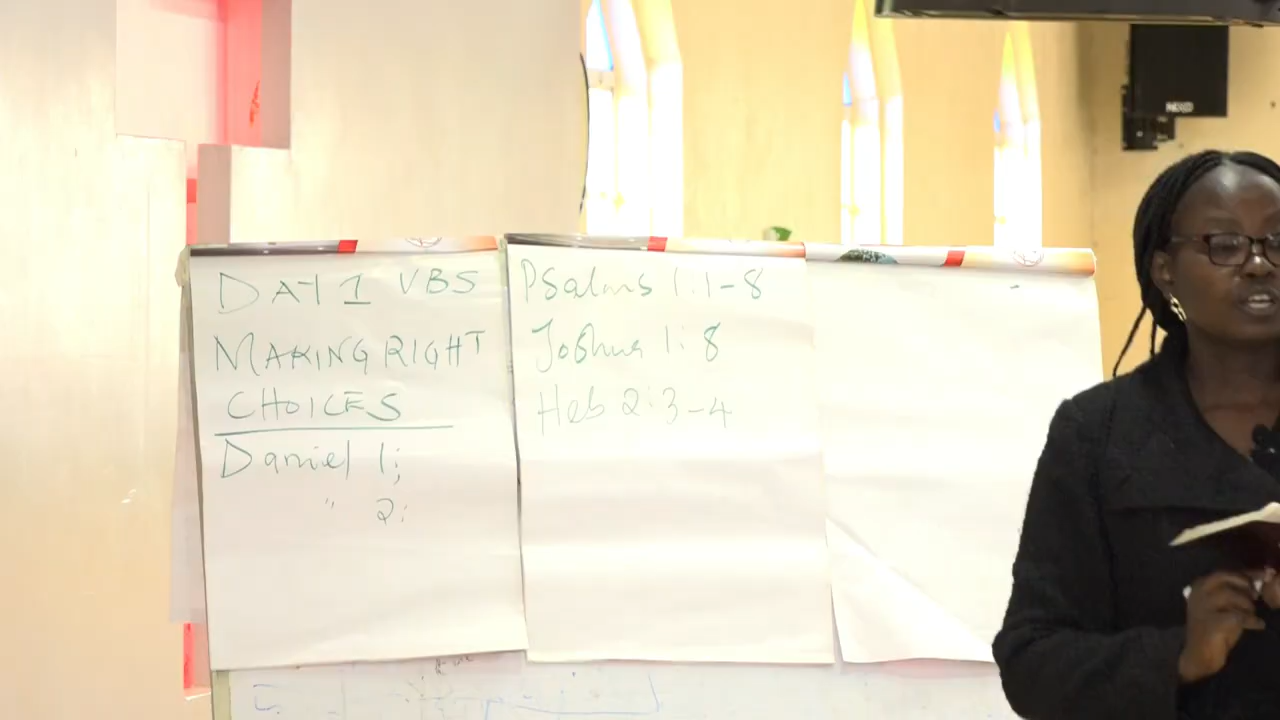 DAY 1 VBS
MAKING RIGHT
CHOICES
Daniel 1;
" 2;
Psalms 1:1-8
Joshua 1:8
Heb 2:3-4